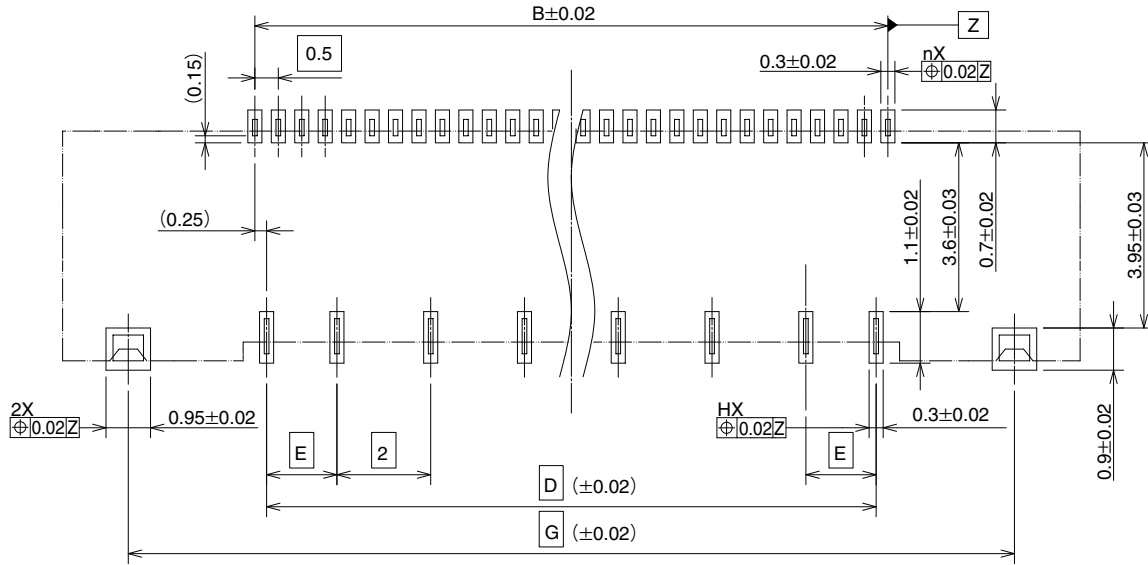 B±0.02
Z
0.5
(0.15)
0.3±0.02
nX
⌖ 0.02 Z
(0.25)
1.1±0.02
3.6±0.03
0.7±0.02
3.95±0.03
2X
⌖ 0.02 Z
0.95±0.02
HX
⌖ 0.02 Z
0.3±0.02
0.9±0.02
E
2
E
D (±0.02)
G (±0.02)